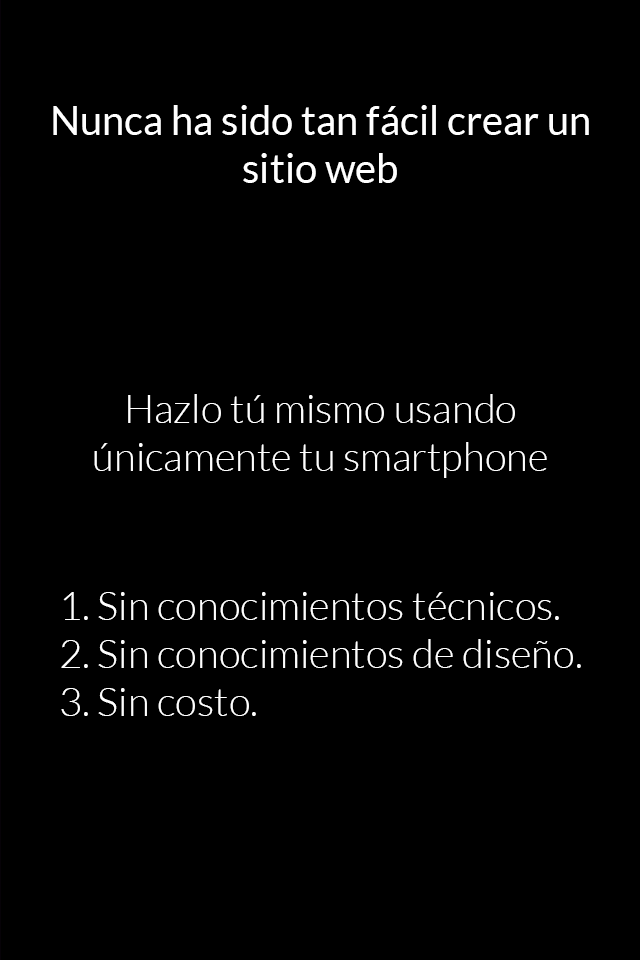 Nunca ha sido tan fácil crear un
sitio web
Hazlo tú mismo usando
únicamente tu smartphone
1. Sin conocimientos técnicos.
2. Sin conocimientos de diseño.
3. Sin costo.